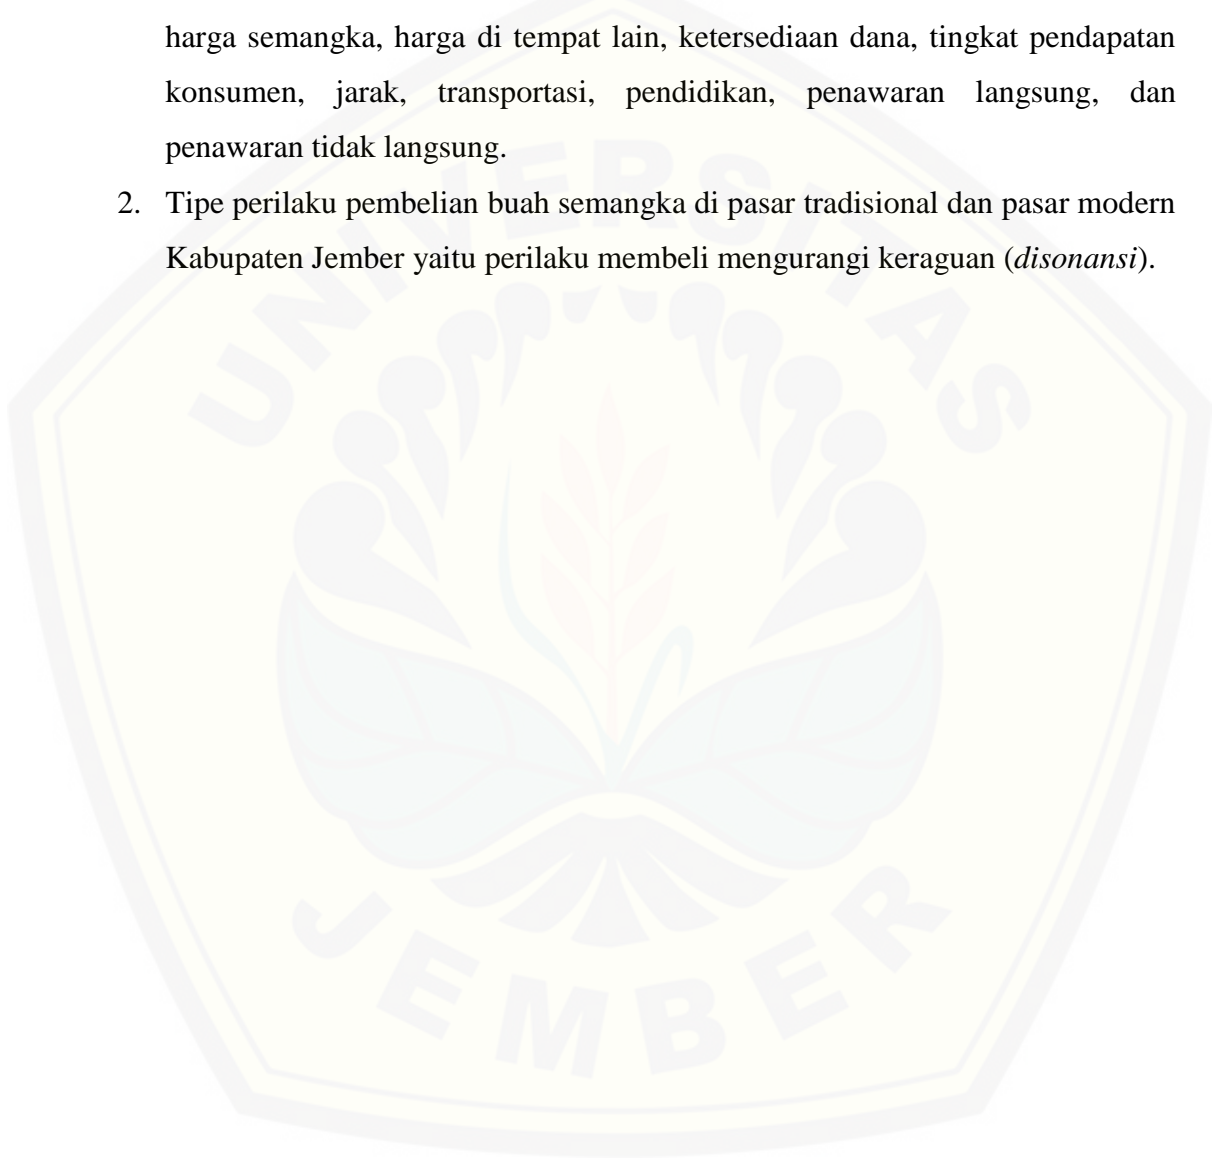 harga semangka, harga di tempat lain, ketersediaan dana, tingkat pendapatan
konsumen, jarak, transportasi, pendidikan, penawaran langsung, dan
penawaran tidak langsung.
2. Tipe perilaku pembelian buah semangka di pasar tradisional dan pasar modern
Kabupaten Jember yaitu perilaku membeli mengurangi keraguan (disonansi).
UNIVERSITAS
JEMBER